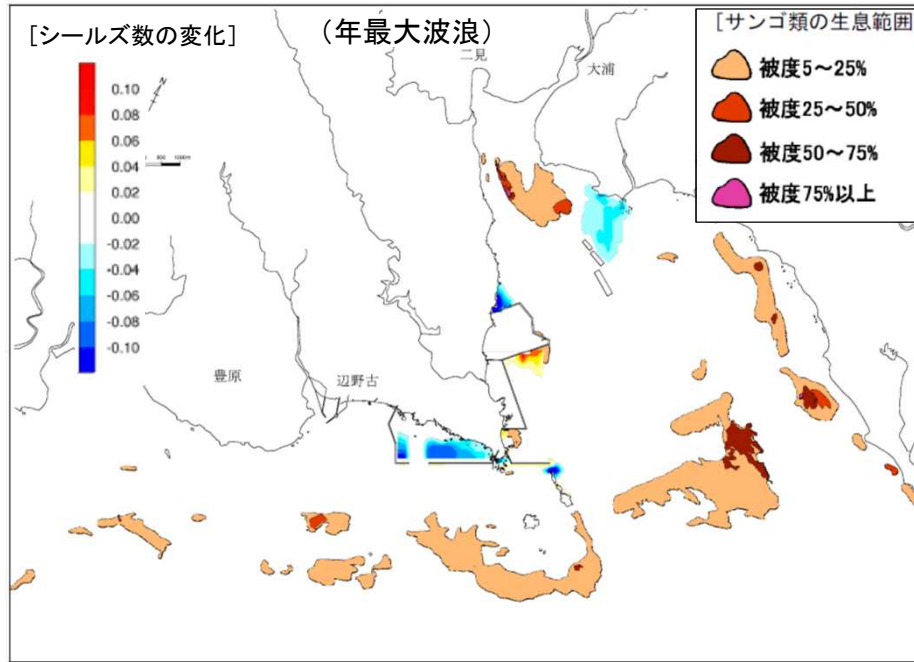 [シールズ数の変化]
(年最大波浪)
[サンゴ類の生息範囲
0.10
0.08
0.06
0.04
0.02
0.00
-0.02
-0.04
-0.06
-0.08
-0.10
N
1000m
被度5~25%
被度25~50%
被度50~75%
被度75%以上
二見
大浦
豊原
辺野古